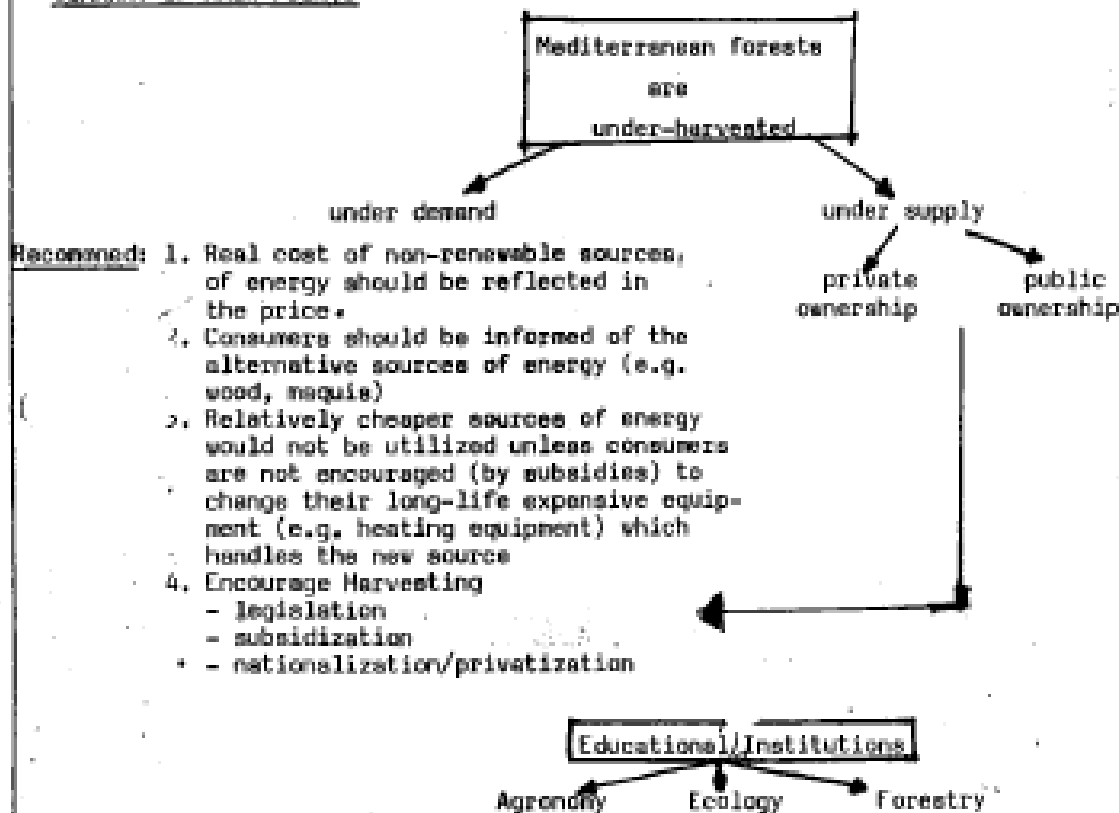 Mediterranean forests
are
under-harvested
under demand
under supply
private ownership
public ownership
Recommend: 1. Real cost of non-renewable sources,
of energy should be reflected in
the price.
2. Consumers should be informed of the
alternative sources of energy (e.g.
wood, maquis)
3. Relatively cheaper sources of energy
would not be utilized unless consumers
are not encouraged (by subsidies) to
change their long-life expensive equip-
ment (e.g. heating equipment) which
handles the new source
4. Encourage Harvesting
- legislation
- subsidization
- nationalization/privatization
Educational/Institutions
Agronomy Ecology Forestry